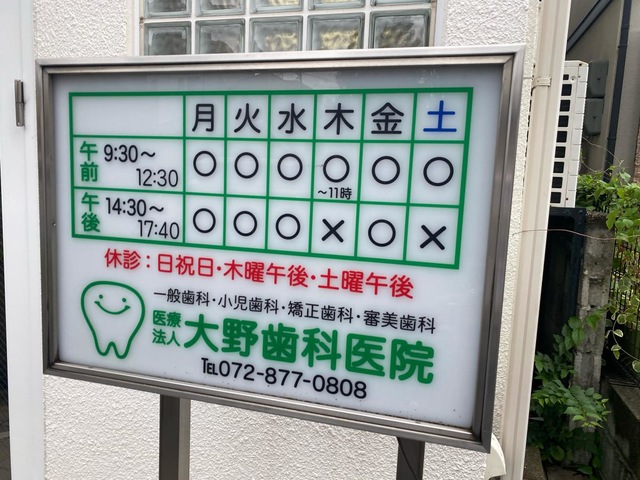 月 火 水 木 金 土
午前 9:30〜12:30 ○ ○ ○ ○ ○ ○
〜11時
午後 14:30〜17:40 ○ ○ ○ × ○ ×
休診：日祝日・木曜午後・土曜午後
一般歯科・小児歯科・矯正歯科・審美歯科
医療法人 大野歯科医院
TEL072-877-0808